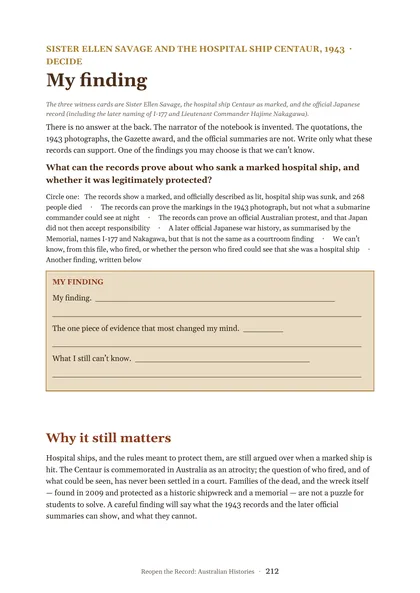 SISTER ELLEN SAVAGE AND THE HOSPITAL SHIP CENTAUR, 1943 ·
DECIDE
My finding
The three witness cards are Sister Ellen Savage, the hospital ship Centaur as marked, and the official Japanese
record (including the later naming of I-177 and Lieutenant Commander Hajime Nakagawa).
There is no answer at the back. The narrator of the notebook is invented. The quotations, the
1943 photographs, the Gazette award, and the official summaries are not. Write only what these
records can support. One of the findings you may choose is that we can't know.
What can the records prove about who sank a marked hospital ship, and
whether it was legitimately protected?
Circle one: The records show a marked, and officially described as lit, hospital ship was sunk, and 268
people died · The records can prove the markings in the 1943 photograph, but not what a submarine
commander could see at night · The records can prove an official Australian protest, and that Japan
did not then accept responsibility · A later official Japanese war history, as summarised by the
Memorial, names I-177 and Nakagawa, but that is not the same as a courtroom finding · We can't
know, from this file, who fired, or whether the person who fired could see that she was a hospital ship ·
Another finding, written below
MY FINDING
My finding.
The one piece of evidence that most changed my mind.
What I still can't know.
Why it still matters
Hospital ships, and the rules meant to protect them, are still argued over when a marked ship is
hit. The Centaur is commemorated in Australia as an atrocity; the question of who fired, and of
what could be seen, has never been settled in a court. Families of the dead, and the wreck itself
— found in 2009 and protected as a historic shipwreck and a memorial — are not a puzzle for
students to solve. A careful finding will say what the 1943 records and the later official
summaries can show, and what they cannot.
Reopen the Record: Australian Histories · 212